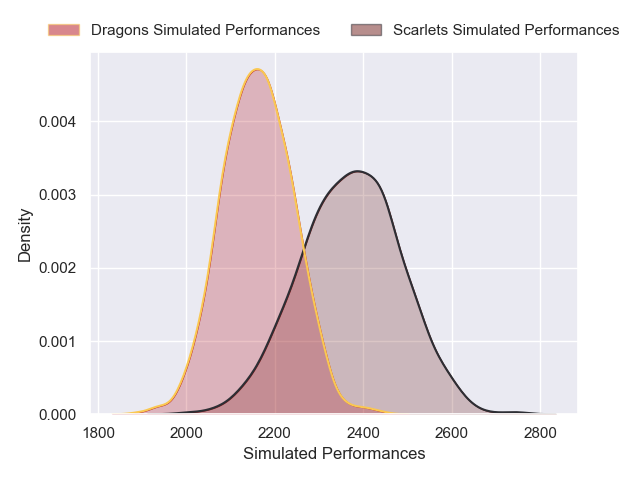 Dragons Simulated Performances Scarlets Simulated Performances
0.004
0.003
0.002
0.001
0.000
Density
1800 2000 2200 2400 2600 2800
Simulated Performances